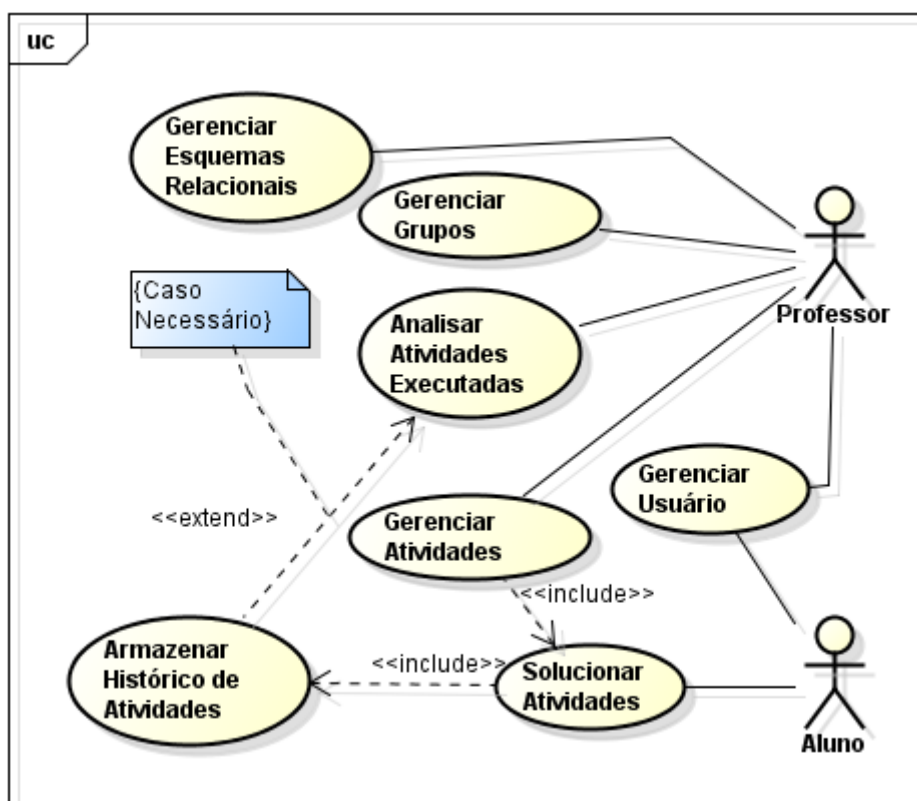 uc
Gerenciar
Esquemas
Relacionais
Gerenciar
Grupos
{Caso
Necessário}
Analisar
Atividades
Executadas
Professor
Gerenciar
Usuário
<<extend>>
Gerenciar
Atividades
<<include>>
Armazenar
Histórico de
Atividades
<<include>>
Solucionar
Atividades
Aluno